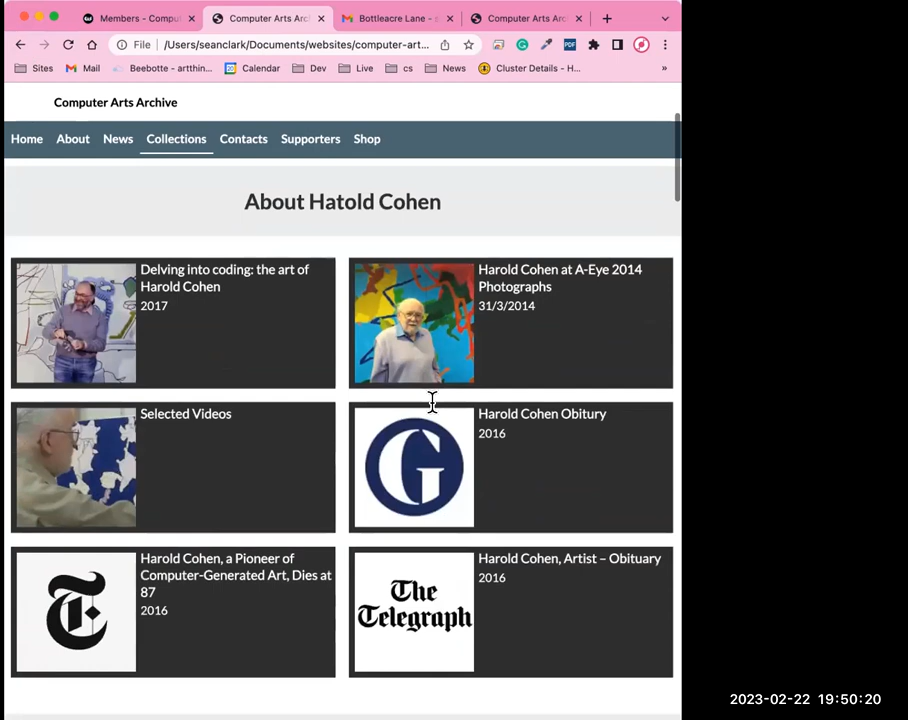 Members - Compu
Computer Arts Arc
Bottleacre Lane - s
Computer Arts Arc
File
/Users/seanclark/Documents/websites/computer-art...
Sites
Mail
Beebotte - artthin...
Calendar
Dev
Live
cs
News
Cluster Details - H...
»
Computer Arts Archive
Home About News Collections Contacts Supporters Shop
About Hatold Cohen
Delving into coding: the art of
Harold Cohen
2017
Harold Cohen at A-Eye 2014
Photographs
31/3/2014
Selected Videos
G
Harold Cohen Obitury
2016
T
Harold Cohen, a Pioneer of
Computer-Generated Art, Dies at
87
2016
The
Telegraph
Harold Cohen, Artist – Obituary
2016
2023-02-22 19:50:20